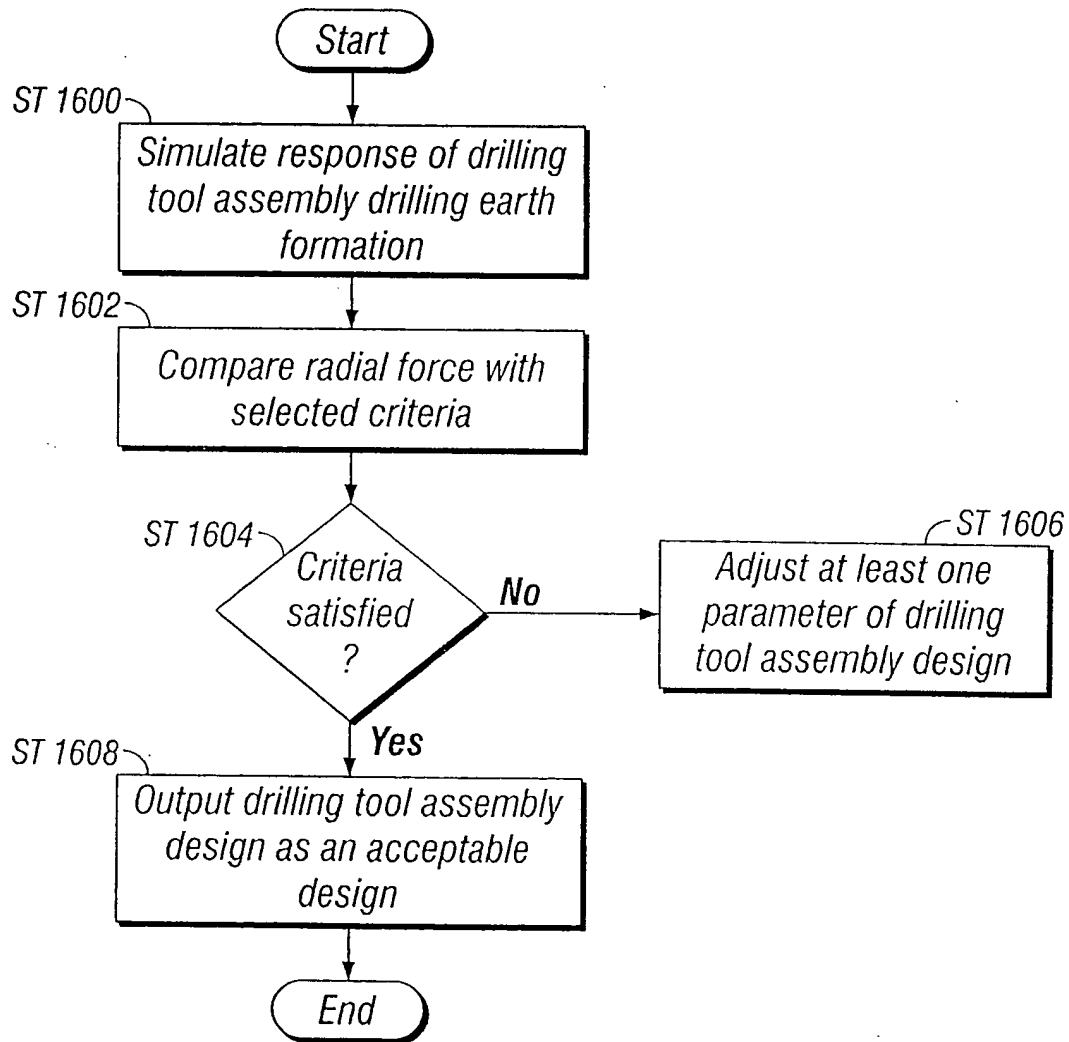 Start
ST 1600
Simulate response of drilling
tool assembly drilling earth
formation
ST 1602
Compare radial force with
selected criteria
ST 1604
Criteria
satisfied
?
No
ST 1606
Adjust at least one
parameter of drilling
tool assembly design
Yes
ST 1608
Output drilling tool assembly
design as an acceptable
design
End